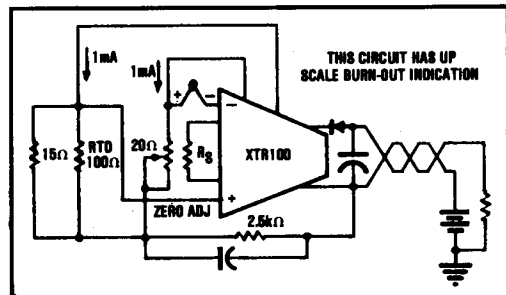 1mA
1mA
THIS CIRCUIT HAS UP
SCALE BURN-OUT INDICATION
+ -
-
15Ω
RTD
100Ω
20Ω
RS
XTR100
+
ZERO ADJ
2.5kΩ